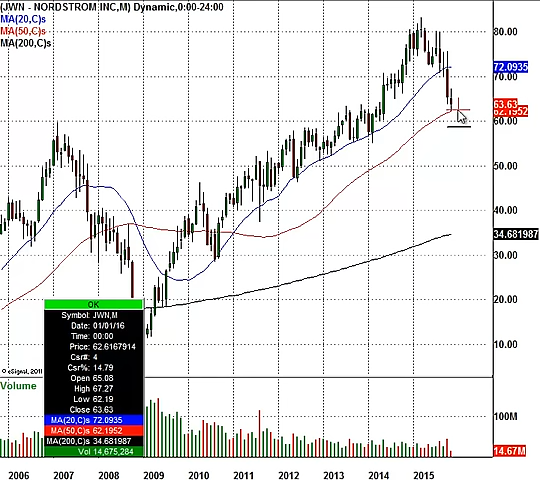 (JWN - NORDSTROM INC,M) Dynamic,0:00-24:00
MA(20,C)s
MA(50,C)s
MA(200,C)s
80.00
72.0935
70.00
63.63
62.1952
60.00
50.00
40.00
34.681987
30.00
20.00
10.00
OK
Symbol: JWN,M
Date: 01/01/16
Time: 00:00
Price: 62.6167914
Csr#: 4
Csr%: 14.79
Open 65.08
High 67.27
Low 62.19
Close 63.63
MA(20,C)s 72.0935
MA(50,C)s 62.1952
MA(200,C)s 34.681987
Vol 14,675,284
© eSignal, 2011
Volume
100M
14.67M
2006 2007 2008 2009 2010 2011 2012 2013 2014 2015